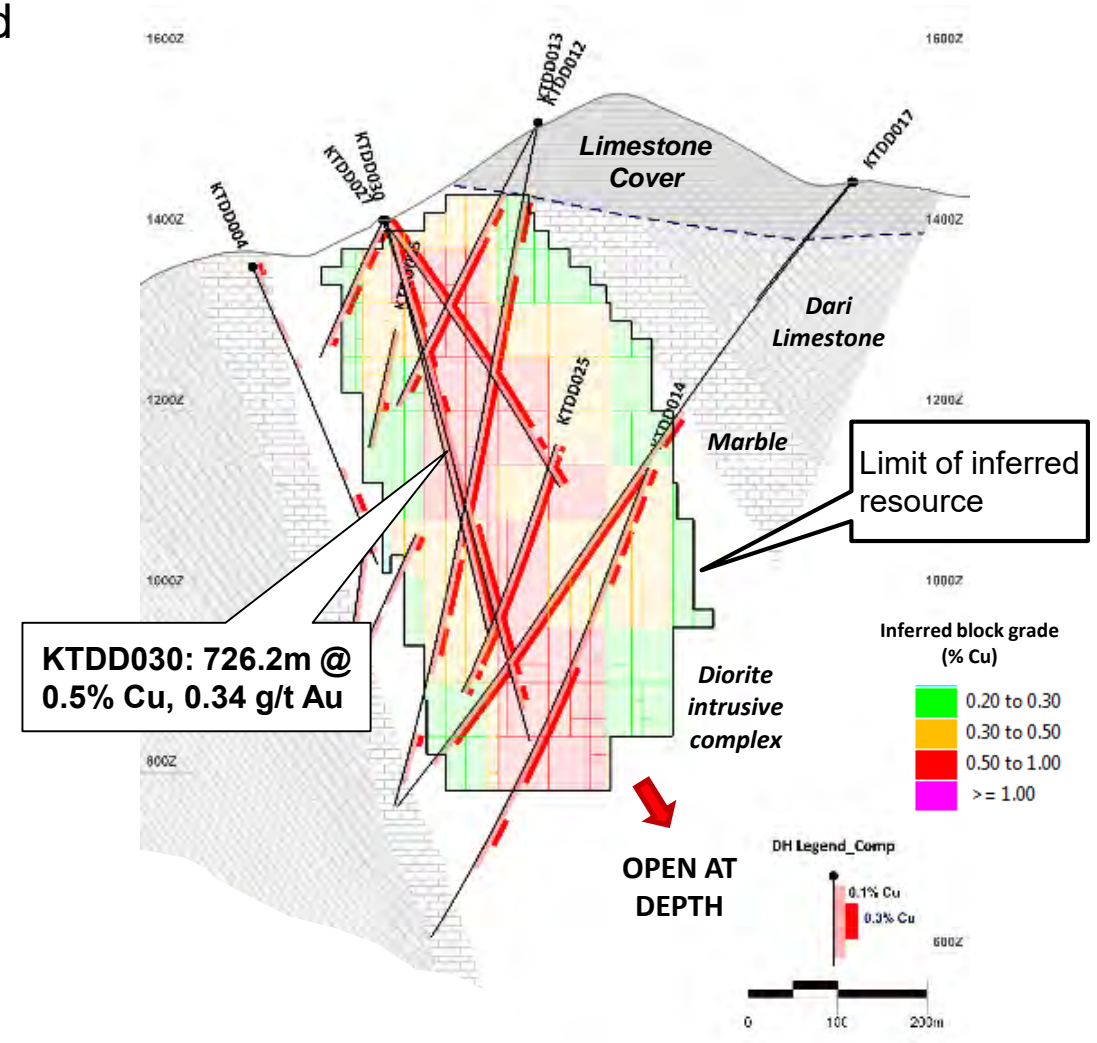 d
1600Z
1600Z
KTDD013
KTDD012
KTDD017
Limestone
Cover
KTDD030
KTDD027
KTDD004
1400Z
1400Z
Dari
Limestone
KTDD025
1200Z
1200Z
KTDD014
Marble
Limit of inferred
resource
1000Z
1000Z
KTDD030: 726.2m @
0.5% Cu, 0.34 g/t Au
Inferred block grade
(% Cu)
0.20 to 0.30
0.30 to 0.50
0.50 to 1.00
>= 1.00
Diorite
intrusive
complex
800Z
OPEN AT
DEPTH
DH Legend_Comp
0.1% Cu
0.3% Cu
600Z
0
100
200m